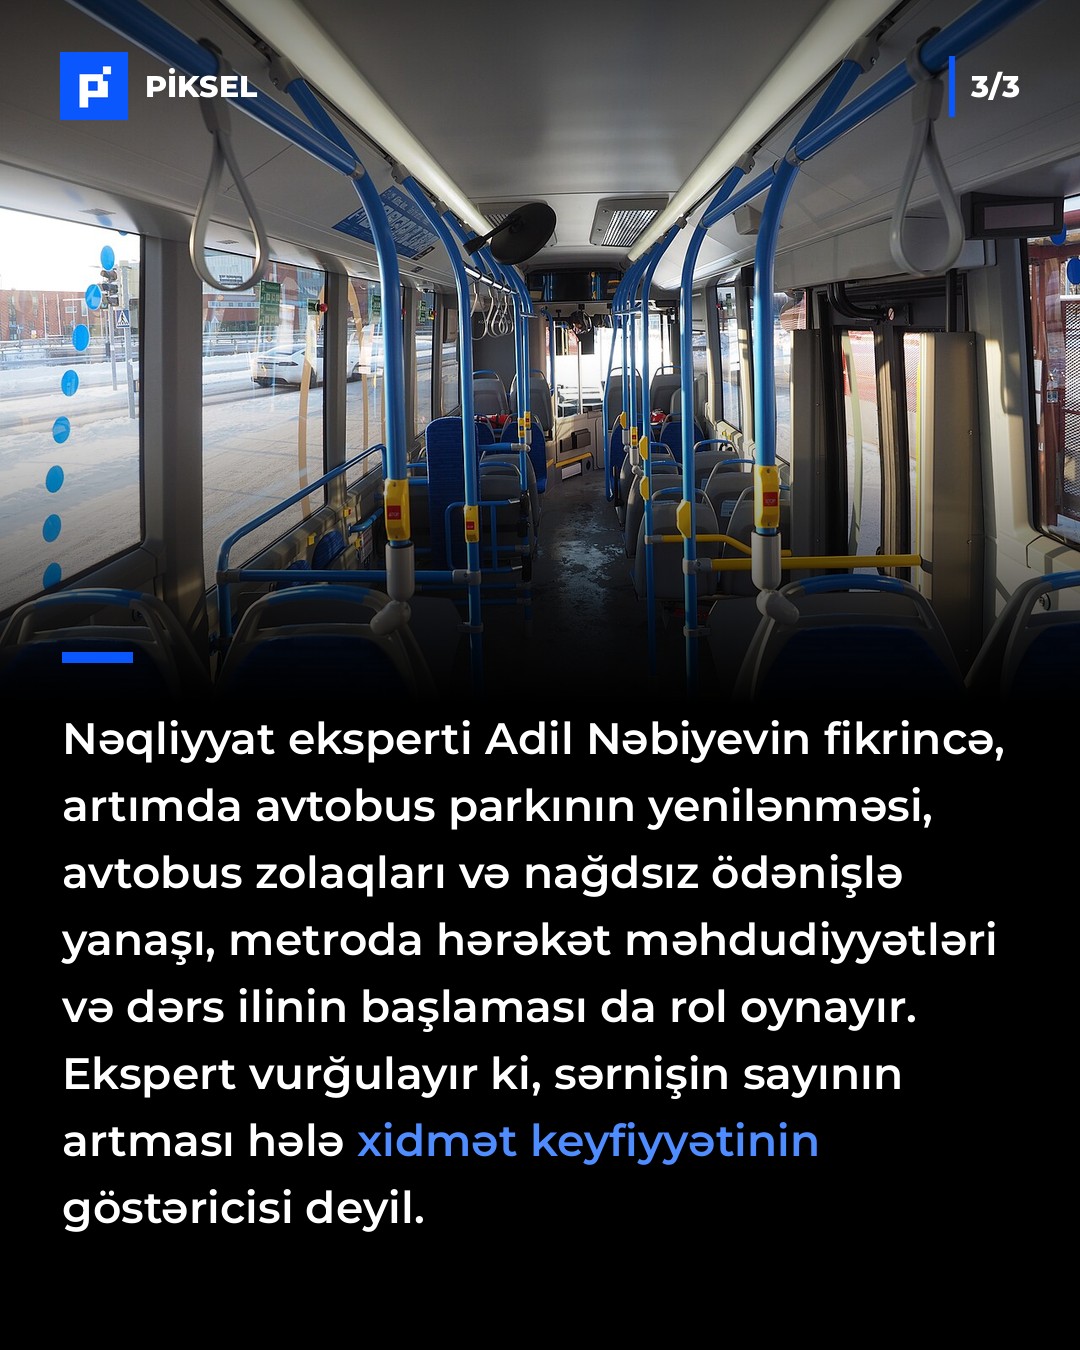 PİKSEL
3/3
Nəqliyyat eksperti Adil Nəbiyevin fikrincə,
artımda avtobus parkının yenilənməsi,
avtobus zolaqları və nağdsız ödənişlə
yanaşı, metroda hərəkət məhdudiyyətləri
və dərs ilinin başlaması da rol oynayır.
Ekspert vurğulayır ki, sərnişin sayının
artması hələ xidmət keyfiyyətinin
göstəricisi deyil.